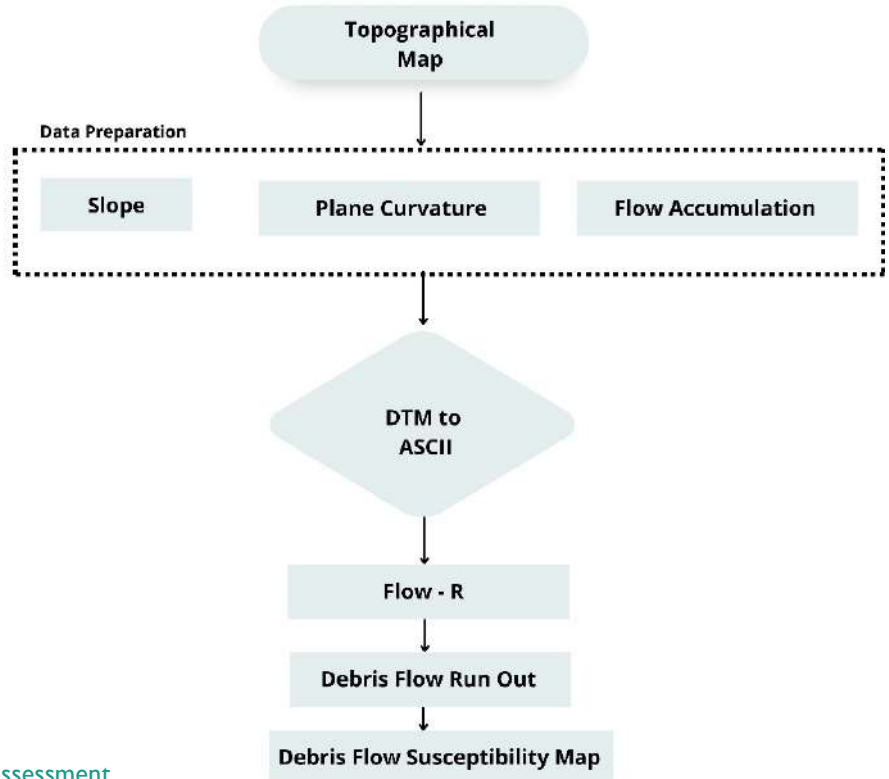 Topographical
Map
Data Preparation
Slope
Plane Curvature
Flow Accumulation
DTM to
ASCII
Flow - R
Debris Flow Run Out
Debris Flow Susceptibility Map
ssessment